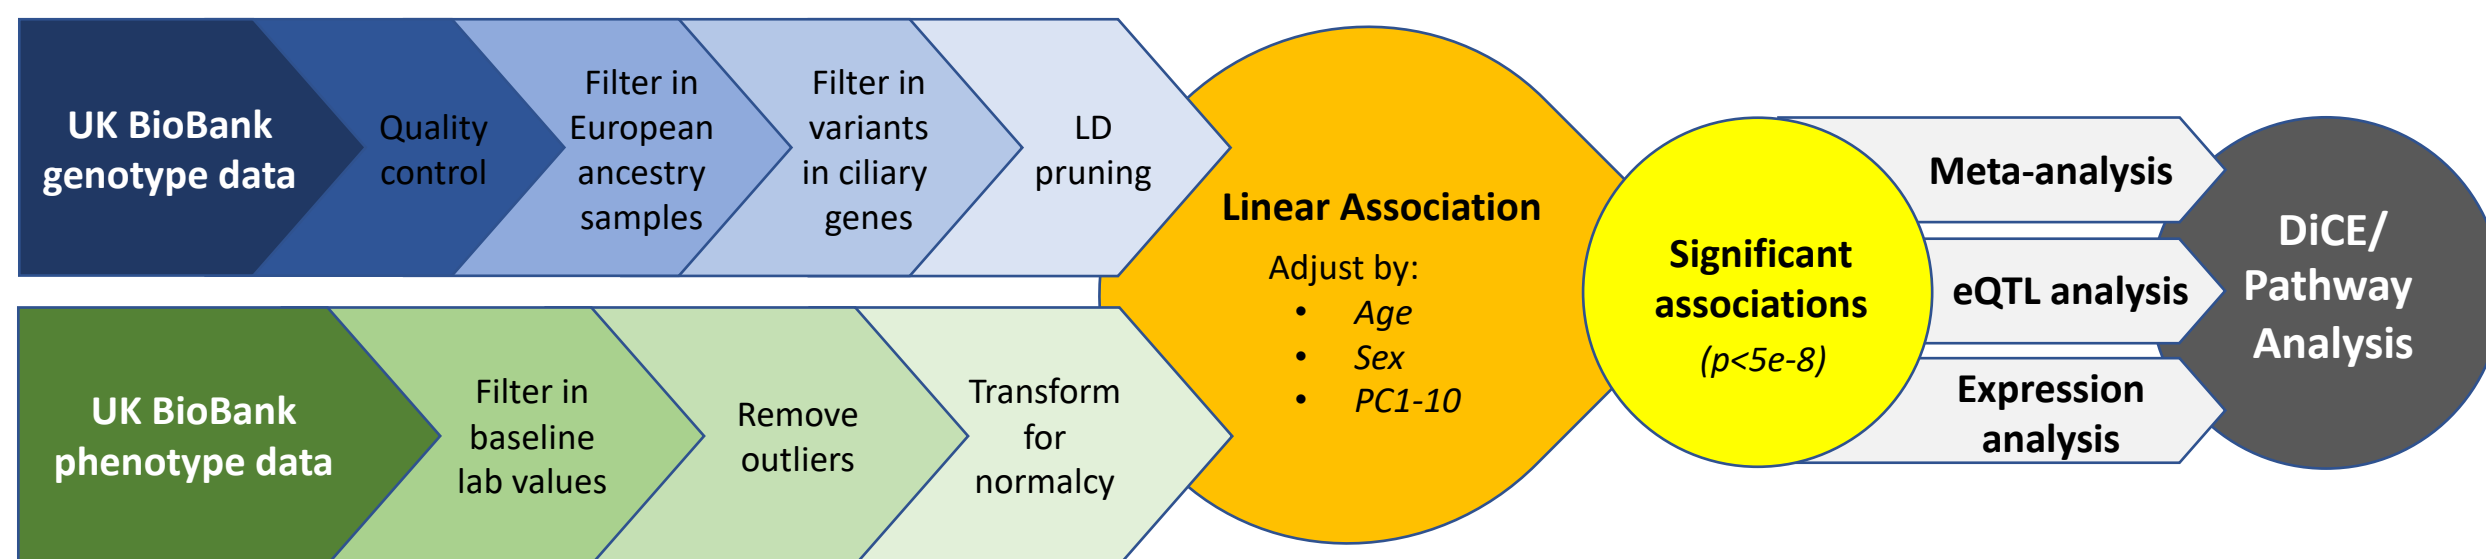 UK BioBank
genotype data
Quality
control
Filter in
European
ancestry
samples
Filter in
variants
in ciliary
genes
LD
pruning
UK BioBank
phenotype data
Filter in
baseline
lab values
Remove
outliers
Transform
for
normalcy
Linear Association
Adjust by:
• Age
• Sex
• PC1-10
Significant
associations
(p<5e-8)
Meta-analysis
eQTL analysis
Expression
analysis
DiCE/
Pathway
Analysis